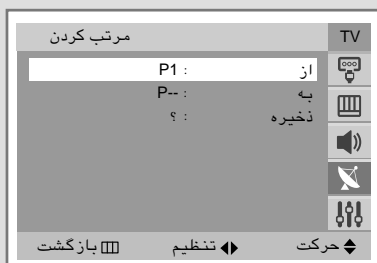 TV
مرتب کردن
از : P1
به : P--
ذخیره : ؟
حرکت تنظیم بازگشت